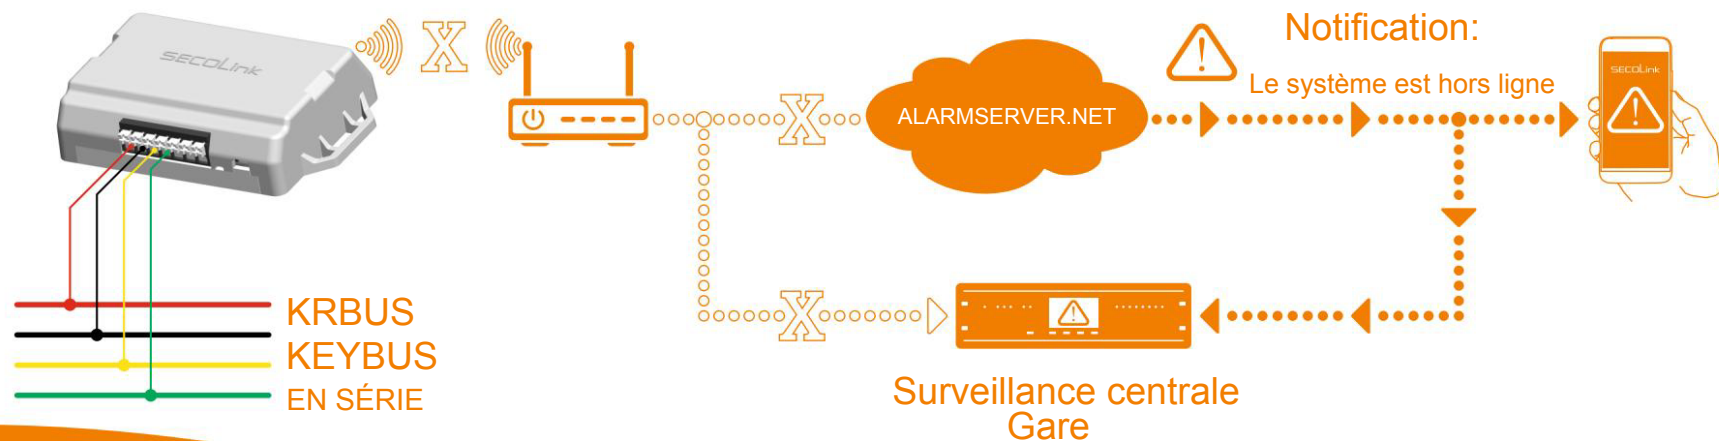 SECOLink
Notification:
Le système est hors ligne
SECOLink
ALARMSERVER.NET
KRBUS
KEYBUS
EN SÉRIE
Surveillance centrale
Gare